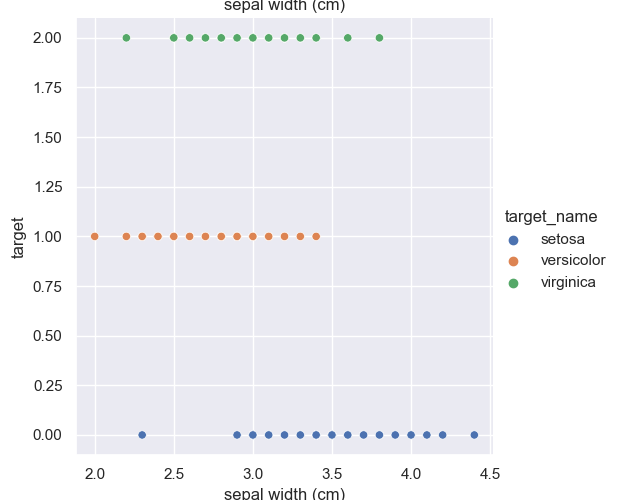 sepal width (cm)
2.00
1.75
1.50
1.25
1.00
0.75
0.50
0.25
0.00
target
2.0 2.5 3.0 3.5 4.0 4.5
sepal width (cm)
target_name
setosa
versicolor
virginica